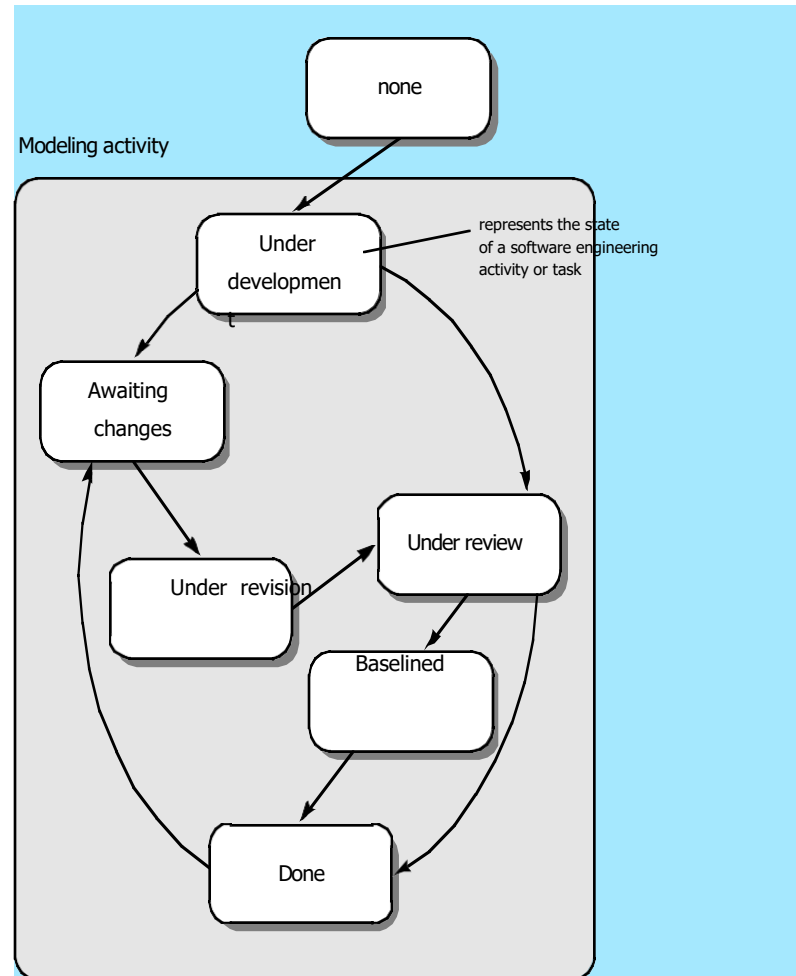 none
Modeling activity
represents the state
of a software engineering
activity or task
Under
developmen
t
Awaiting
changes
Under review
Under revision
Baselined
Done